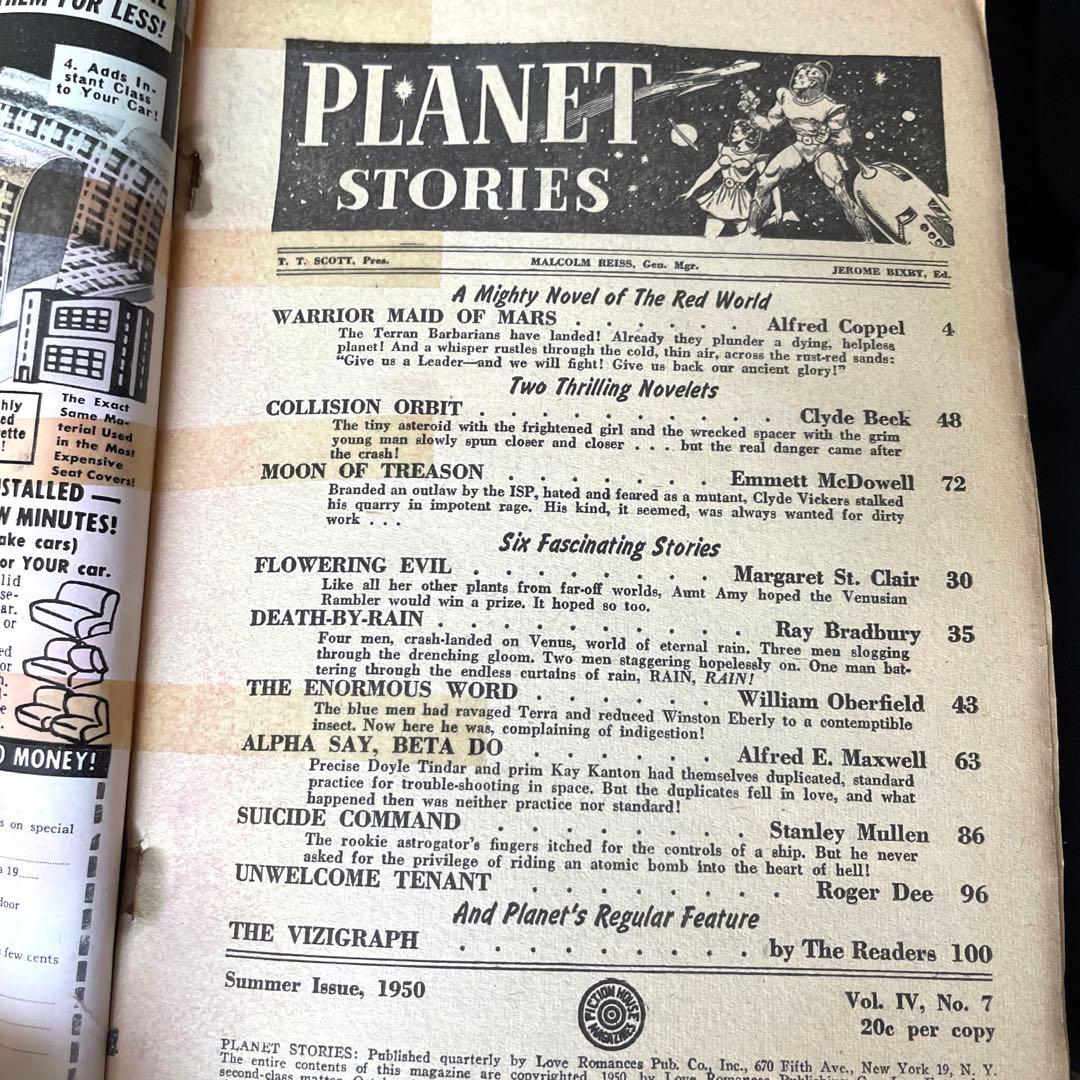 FOR LESS!
4. Adds In-
stant Class
to Your Car!
The Exact
Same Ma-
terial Used
in the Most
Expensive
Seat Covers!
MINUTES!
cars)
or YOUR car.
or
MONEY!
s on special
19
few cents
PLANET
STORIES
T. T. SCOTT, Pres. MALCOLM REISS, Gen. Mgr. JEROME BIXBY, Ed.
A Mighty Novel of The Red World
WARRIOR MAID OF MARS . . . . . . . Alfred Coppel 4
The Terran Barbarians have landed! Already they plunder a dying, helpless
planet! And a whisper rustles through the cold, thin air, across the rust-red sands:
"Give us a Leader—and we will fight! Give us back our ancient glory!"
Two Thrilling Novelets
COLLISION ORBIT . . . . . . . . . . Clyde Beck 48
The tiny asteroid with the frightened girl and the wrecked spacer with the grim
young man slowly spun closer and closer . . . but the real danger came after
the crash!
MOON OF TREASON . . . . . . . . Emmett McDowell 72
Branded an outlaw by the ISP, hated and feared as a mutant, Clyde Vickers stalked
his quarry in impotent rage. His kind, it seemed, was always wanted for dirty
work . . .
Six Fascinating Stories
FLOWERING EVIL . . . . . . . . Margaret St. Clair 30
Like all her other plants from far-off worlds, Aunt Amy hoped the Venusian
Rambler would win a prize. It hoped so too.
DEATH-BY-RAIN . . . . . . . . . . Ray Bradbury 35
Four men, crash-landed on Venus, world of eternal rain. Three men slogging
through the drenching gloom. Two men staggering hopelessly on. One man bat-
tering through the endless curtains of rain, RAIN, RAIN!
THE ENORMOUS WORD . . . . . . William Oberfield 43
The blue men had ravaged Terra and reduced Winston Eberly to a contemptible
insect. Now here he was, complaining of indigestion!
ALPHA SAY, BETA DO . . . . . . Alfred E. Maxwell 63
Precise Doyle Tindar and prim Kay Kanton had themselves duplicated, standard
practice for trouble-shooting in space. But the duplicates fell in love, and what
happened then was neither practice nor standard!
SUICIDE COMMAND . . . . . . . . Stanley Mullen 86
The rookie astrogator's fingers itched for the controls of a ship. But he never
asked for the privilege of riding an atomic bomb into the heart of hell!
UNWELCOME TENANT . . . . . . . . Roger Dee 96
And Planet's Regular Feature
THE VIZIGRAPH . . . . . . . . by The Readers 100
Summer Issue, 1950
FICTION HOUSE MAGAZINES
Vol. IV, No. 7
20c per copy
PLANET STORIES: Published quarterly by Love Romances Pub. Co., Inc., 670 Fifth Ave., New York 19, N. Y.
The entire contents of this magazine are copyrighted, 1950, by Love Romances
second-class